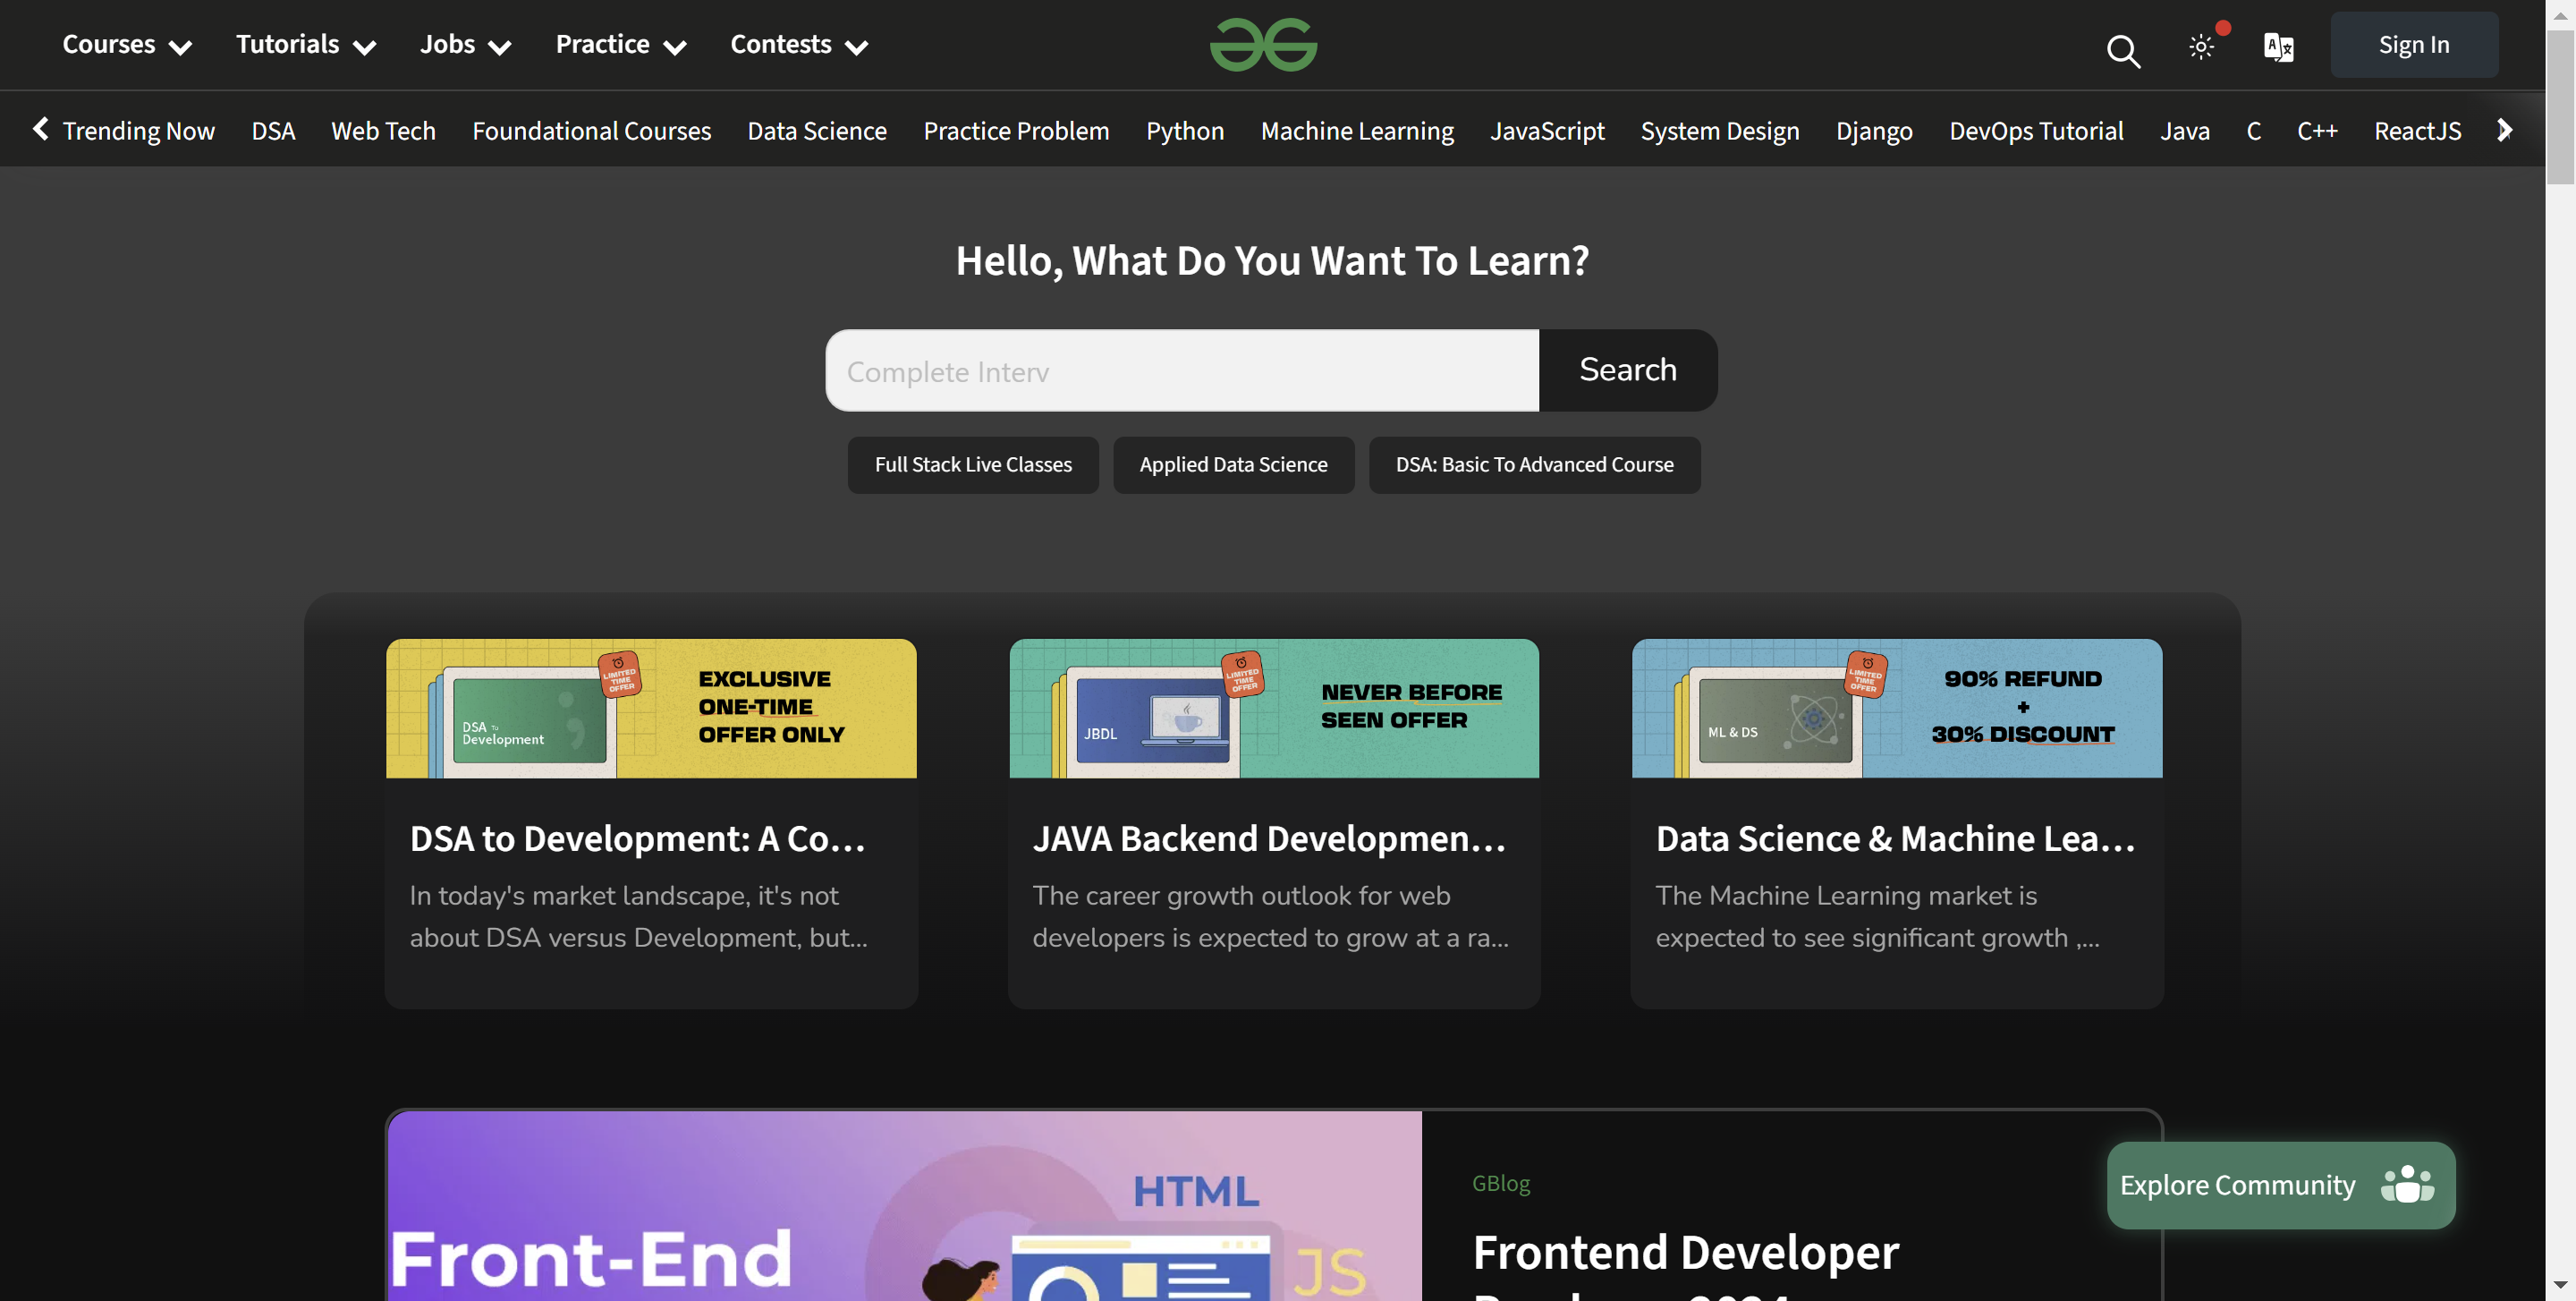 Courses Tutorials Jobs Practice Contests Sign In
Trending Now DSA Web Tech Foundational Courses Data Science Practice Problem Python Machine Learning JavaScript System Design Django DevOps Tutorial Java C C++ ReactJS
Hello, What Do You Want To Learn?
Complete Interv Search
Full Stack Live Classes Applied Data Science DSA: Basic To Advanced Course
DSA TO
Development
LIMITED
TIME
OFFER
EXCLUSIVE
ONE-TIME
OFFER ONLY
JBDL
LIMITED
TIME
OFFER
NEVER BEFORE
SEEN OFFER
ML & DS
LIMITED
TIME
OFFER
90% REFUND
+
30% DISCOUNT
DSA to Development: A Co...
In today's market landscape, it's not
about DSA versus Development, but...
JAVA Backend Developmen...
The career growth outlook for web
developers is expected to grow at a ra...
Data Science & Machine Lea...
The Machine Learning market is
expected to see significant growth ,...
HTML
Front-End
JS
GBlog
Frontend Developer
Explore Community